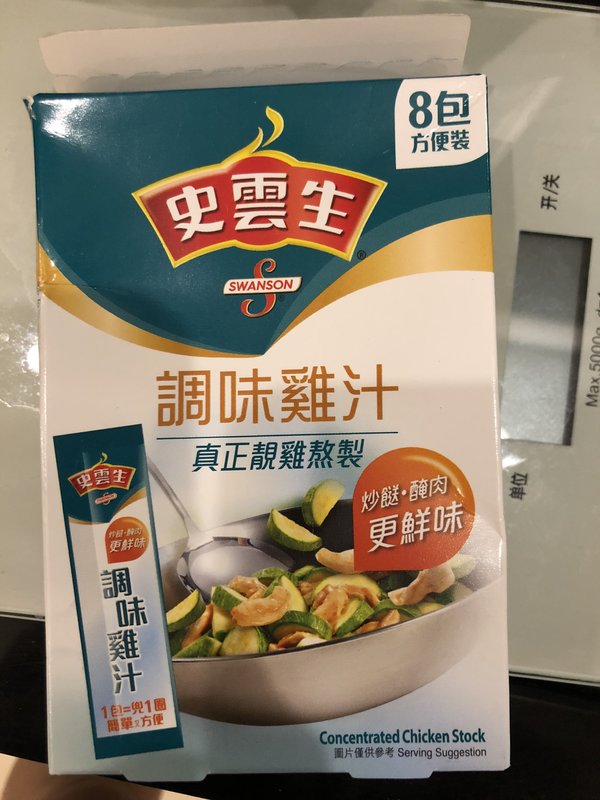 8包
方便裝
史雲生
®
SWANSON
®
調味雞汁
真正靚雞熬製
炒餸·醃肉
更鮮味
史雲生
SWANSON
炒餸·醃肉
更鮮味
調味雞汁
1包=兜1圈
簡單又方便
Concentrated Chicken Stock
圖片僅供參考 Serving Suggestion
开/关
单位
Max 5000g